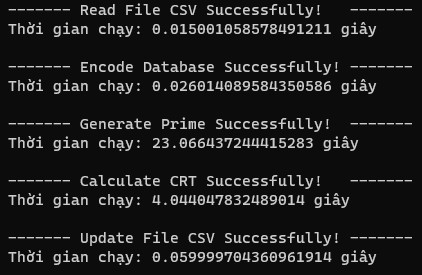 ------- Read File CSV Successfully!   -------
Thời gian chạy: 0.015001058578491211 giây
------- Encode Database Successfully! -------
Thời gian chạy: 0.026014089584350586 giây
------- Generate Prime Successfully!  -------
Thời gian chạy: 23.066437244415283 giây
------- Calculate CRT Successfully!   -------
Thời gian chạy: 4.044047832489014 giây
------- Update File CSV Successfully! -------
Thời gian chạy: 0.059999704360961914 giây